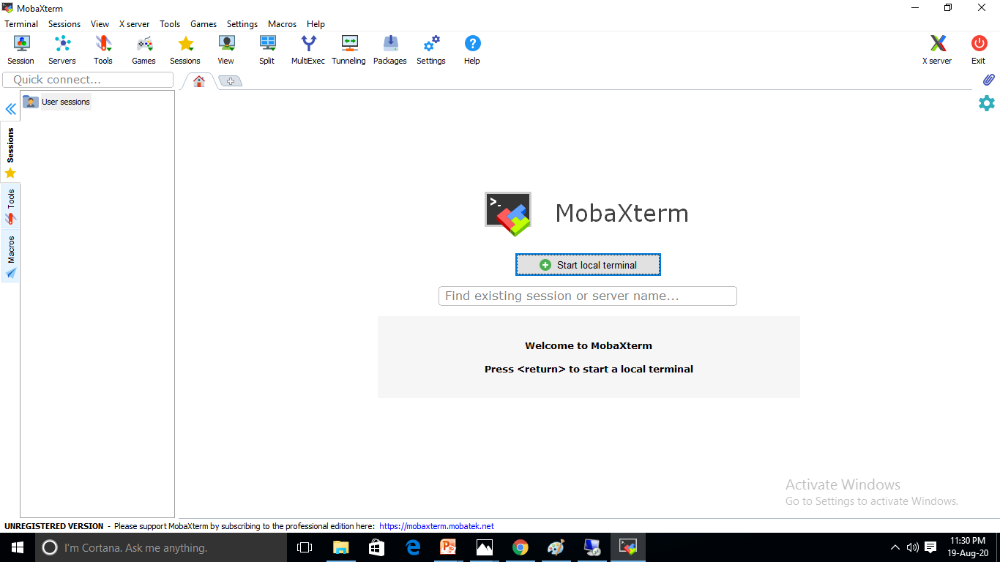 MobaXterm
Terminal Sessions View X server Tools Games Settings Macros Help
Session Servers Tools Games Sessions View Split MultiExec Tunneling Packages Settings Help X server Exit
Quick connect...
User sessions
Sessions
Tools
Macros
>_
MobaXterm
Start local terminal
Find existing session or server name...
Welcome to MobaXterm
Press <return> to start a local terminal
Activate Windows
Go to Settings to activate Windows.
UNREGISTERED VERSION - Please support MobaXterm by subscribing to the professional edition here: https://mobaxterm.mobatek.net
I'm Cortana. Ask me anything.
11:30 PM
19-Aug-20